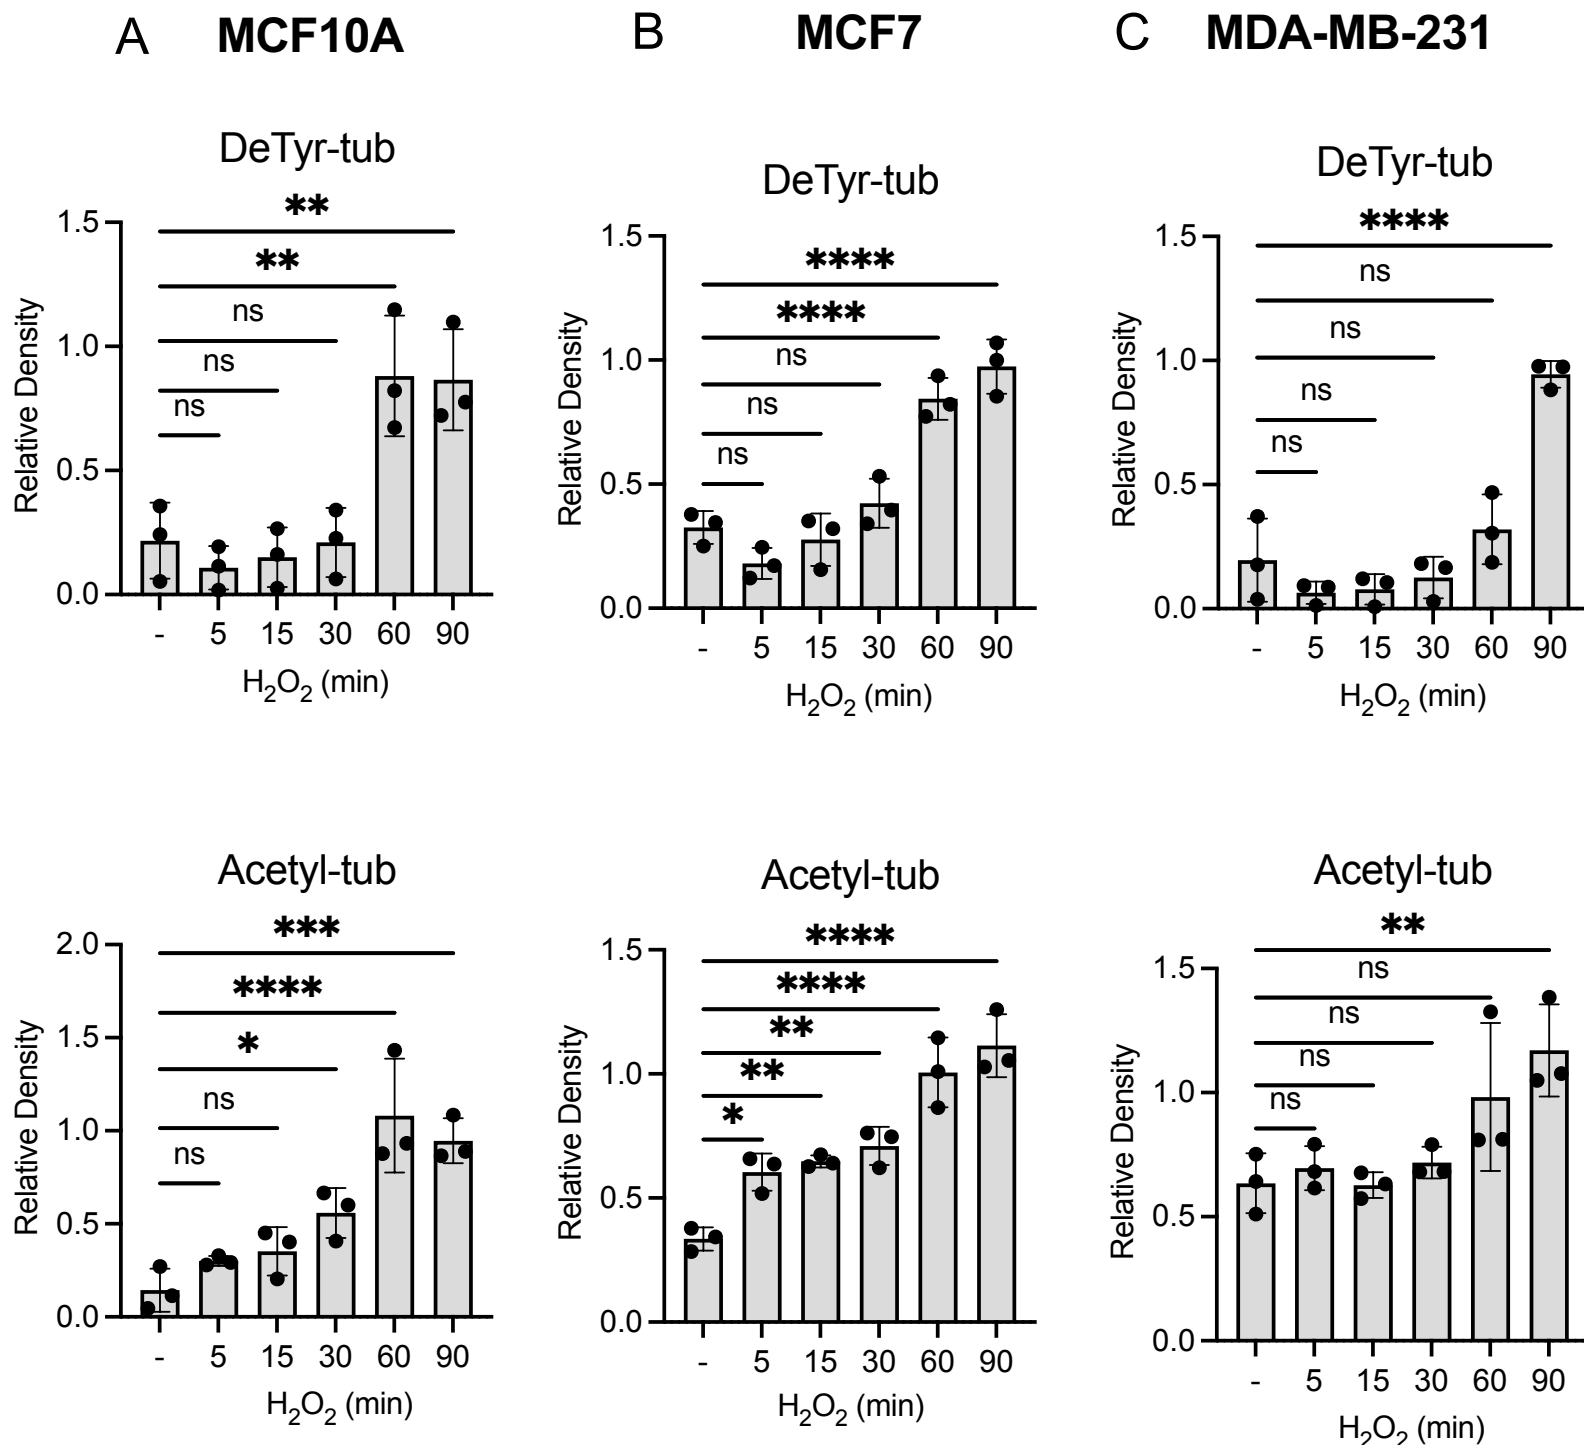 A MCF10A B MCF7 C MDA-MB-231
DeTyr-tub
**
**
ns
ns
ns
1.5
1.0
0.5
0.0
Relative Density
- 5 15 30 60 90
H2O2 (min)
DeTyr-tub
****
****
ns
ns
ns
1.5
1.0
0.5
0.0
Relative Density
- 5 15 30 60 90
H2O2 (min)
DeTyr-tub
****
ns
ns
ns
ns
1.5
1.0
0.5
0.0
Relative Density
- 5 15 30 60 90
H2O2 (min)
Acetyl-tub
***
****
*
ns
ns
2.0
1.5
1.0
0.5
0.0
Relative Density
- 5 15 30 60 90
H2O2 (min)
Acetyl-tub
****
****
**
**
*
1.5
1.0
0.5
0.0
Relative Density
- 5 15 30 60 90
H2O2 (min)
Acetyl-tub
**
ns
ns
ns
ns
1.5
1.0
0.5
0.0
Relative Density
- 5 15 30 60 90
H2O2 (min)